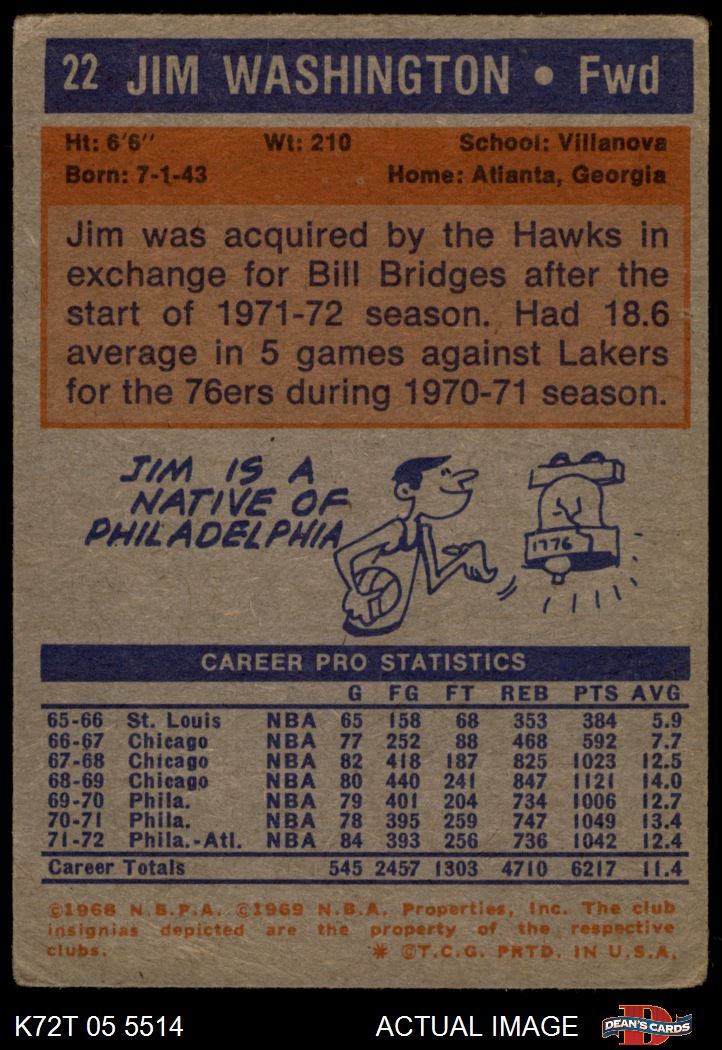 22 JIM WASHINGTON • Fwd
Ht: 6'6" Wt: 210 School: Villanova
Born: 7-1-43 Home: Atlanta, Georgia
Jim was acquired by the Hawks in
exchange for Bill Bridges after the
start of 1971-72 season. Had 18.6
average in 5 games against Lakers
for the 76ers during 1970-71 season.
JIM IS A
NATIVE OF
PHILADELPHIA
1776
CAREER PRO STATISTICS
G FG FT REB PTS AVG
65-66 St. Louis NBA 65 158 68 353 384 5.9
66-67 Chicago NBA 77 252 88 468 592 7.7
67-68 Chicago NBA 82 418 187 825 1023 12.5
68-69 Chicago NBA 80 440 241 847 1121 14.0
69-70 Phila. NBA 79 401 204 734 1006 12.7
70-71 Phila. NBA 78 395 259 747 1049 13.4
71-72 Phila.-Atl. NBA 84 393 256 736 1042 12.4
Career Totals 545 2457 1303 4710 6217 11.4
©1968 N.B.P.A. ©1969 N.B.A. Properties, Inc. The club
insignias depicted are the property of the respective
clubs. * ©T.C.G. PRTD. IN U.S.A.
K72T 05 5514 ACTUAL IMAGE D DEAN'S CARDS